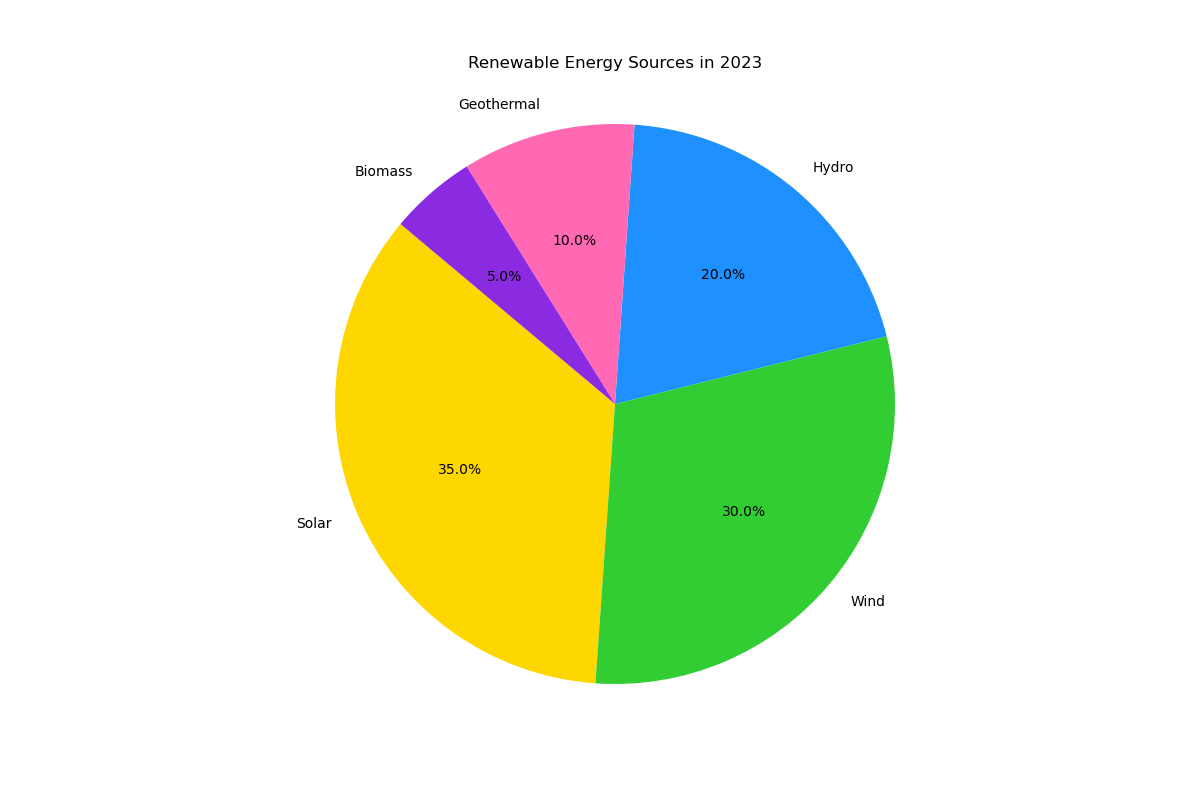 Renewable Energy Sources in 2023
Geothermal
Hydro
Biomass
10.0%
20.0%
5.0%
35.0%
30.0%
Solar
Wind